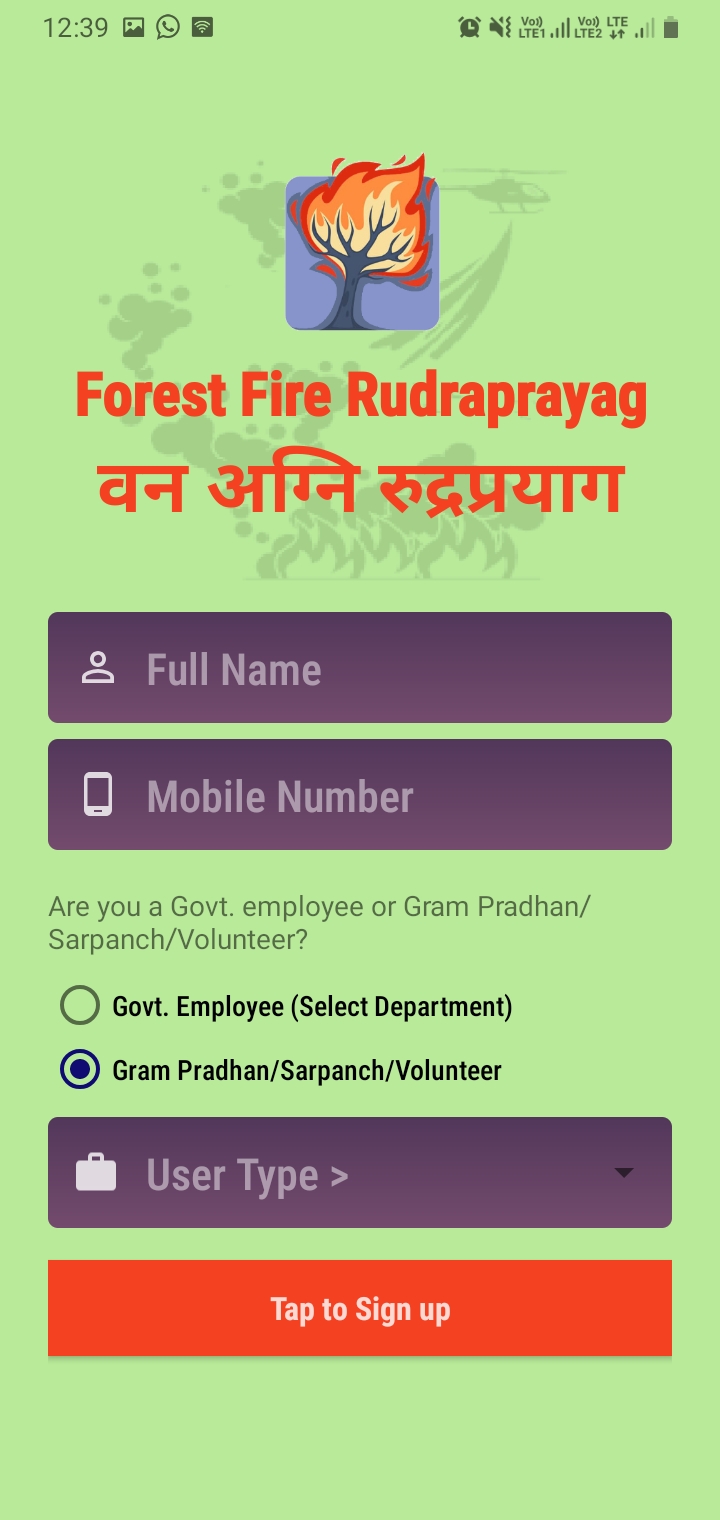 12:39
Vo)) LTE1 Vo)) LTE2 LTE
Forest Fire Rudraprayag
वन अग्नि रुद्रप्रयाग
Full Name
Mobile Number
Are you a Govt. employee or Gram Pradhan/
Sarpanch/Volunteer?
Govt. Employee (Select Department)
Gram Pradhan/Sarpanch/Volunteer
User Type >
Tap to Sign up